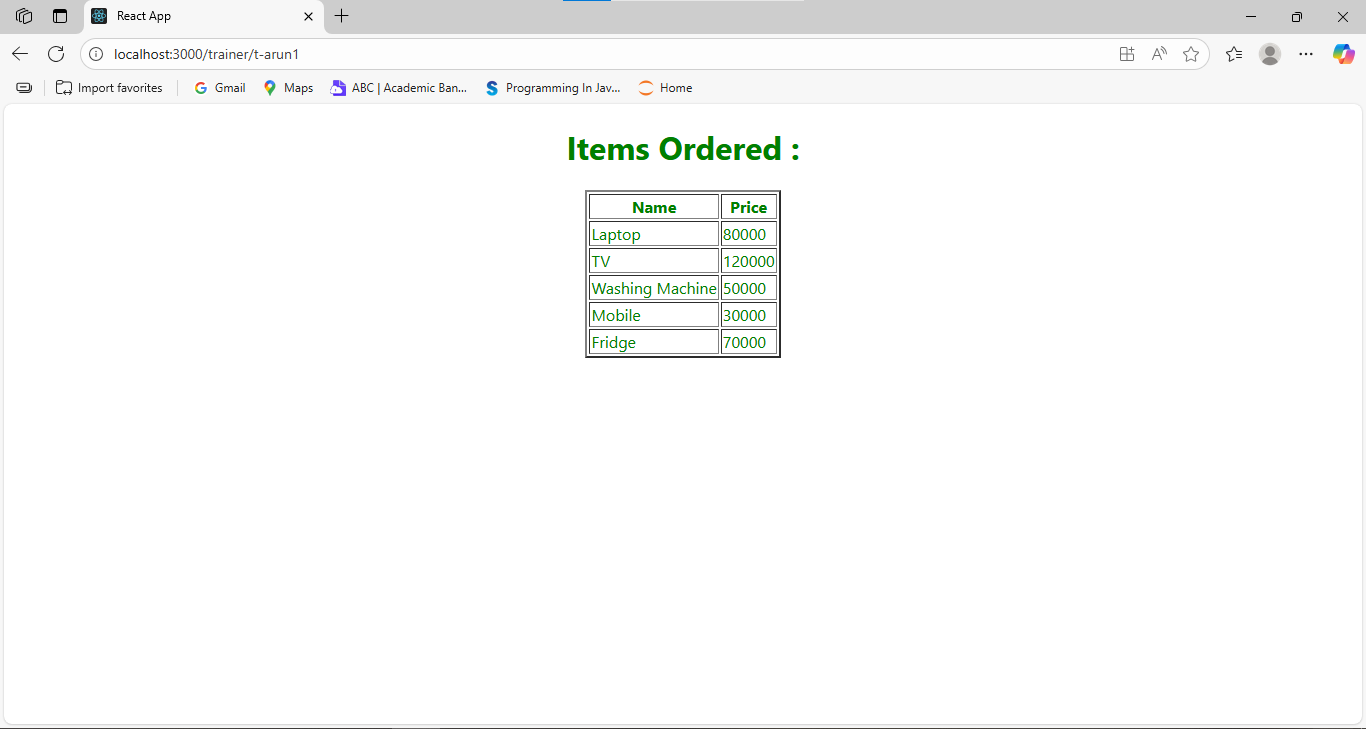 React App
localhost:3000/trainer/t-arun1
Import favorites Gmail Maps ABC | Academic Ban... Programming In Jav... Home
Items Ordered :
Name Price
Laptop 80000
TV 120000
Washing Machine 50000
Mobile 30000
Fridge 70000